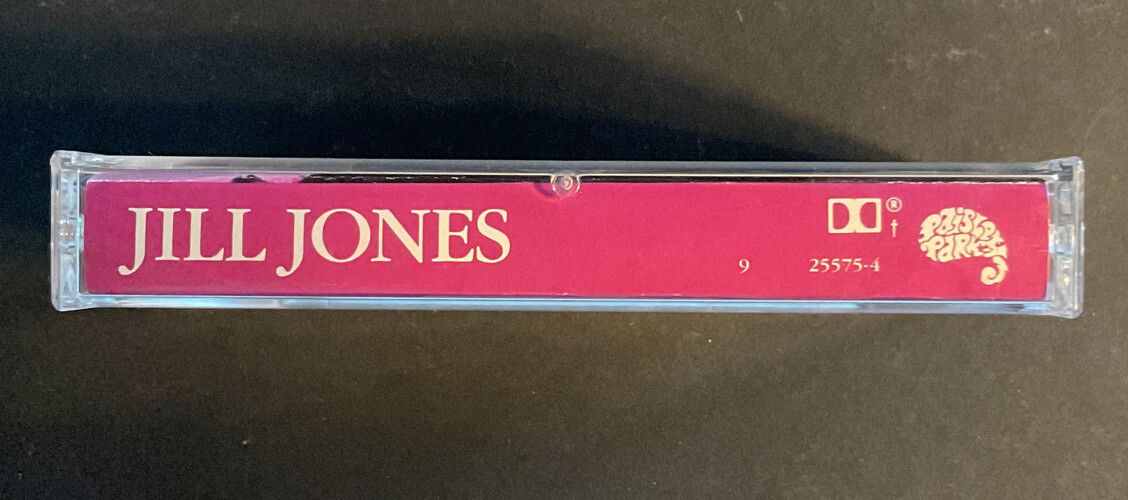 JILL JONES
9 25575-4
®
†
Paisley
Park